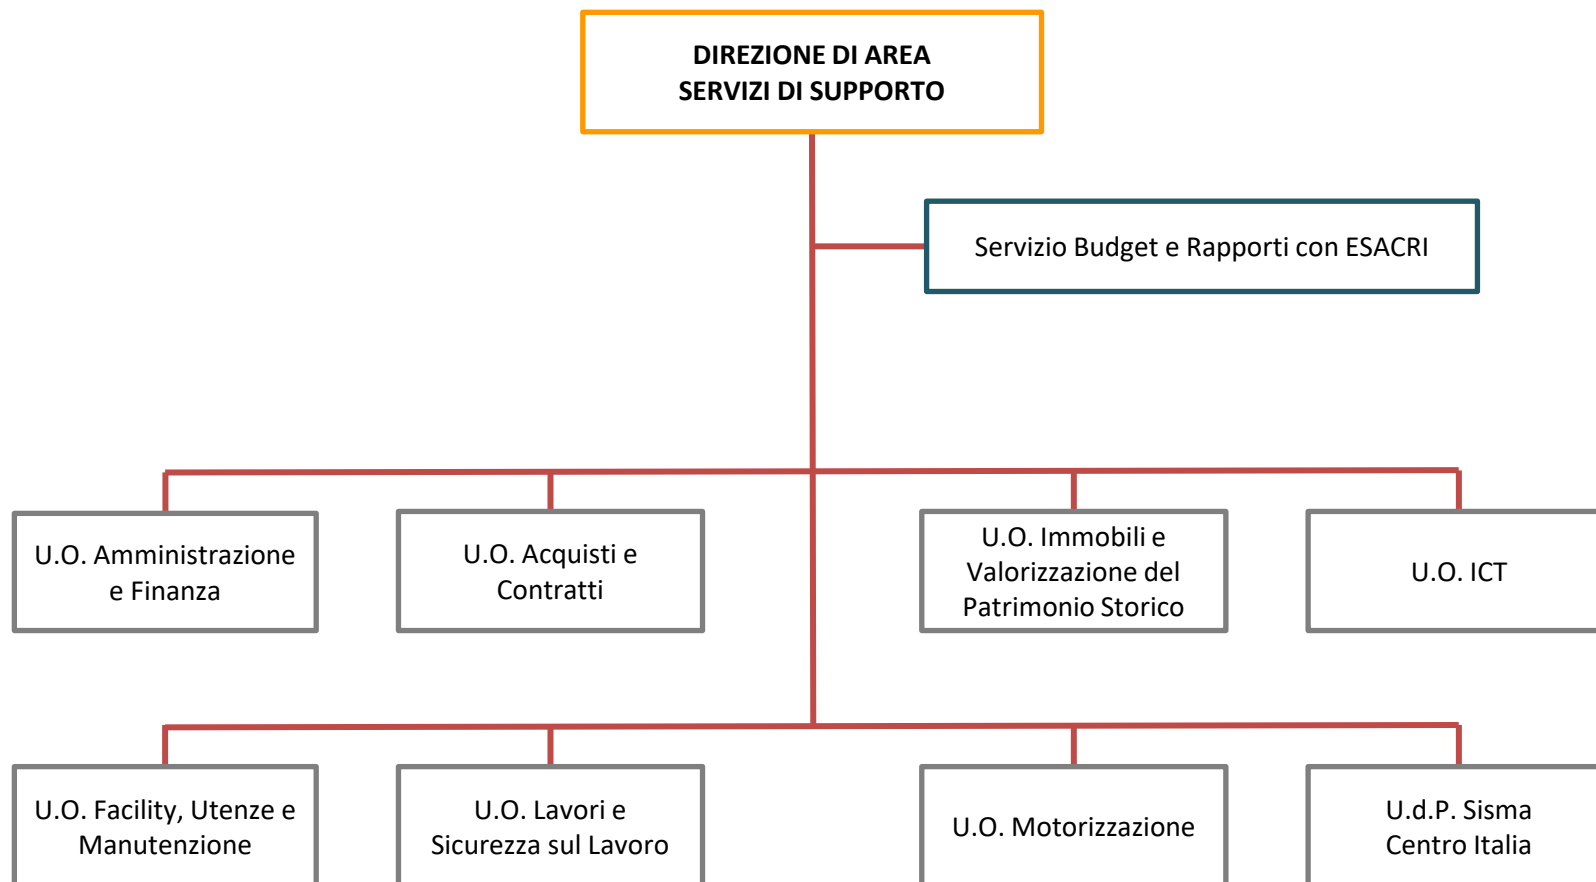 DIREZIONE DI AREA
SERVIZI DI SUPPORTO
Servizio Budget e Rapporti con ESACRI
U.O. Amministrazione
e Finanza
U.O. Acquisti e
Contratti
U.O. Immobili e
Valorizzazione del
Patrimonio Storico
U.O. ICT
U.O. Facility, Utenze e
Manutenzione
U.O. Lavori e
Sicurezza sul Lavoro
U.O. Motorizzazione
U.d.P. Sisma
Centro Italia